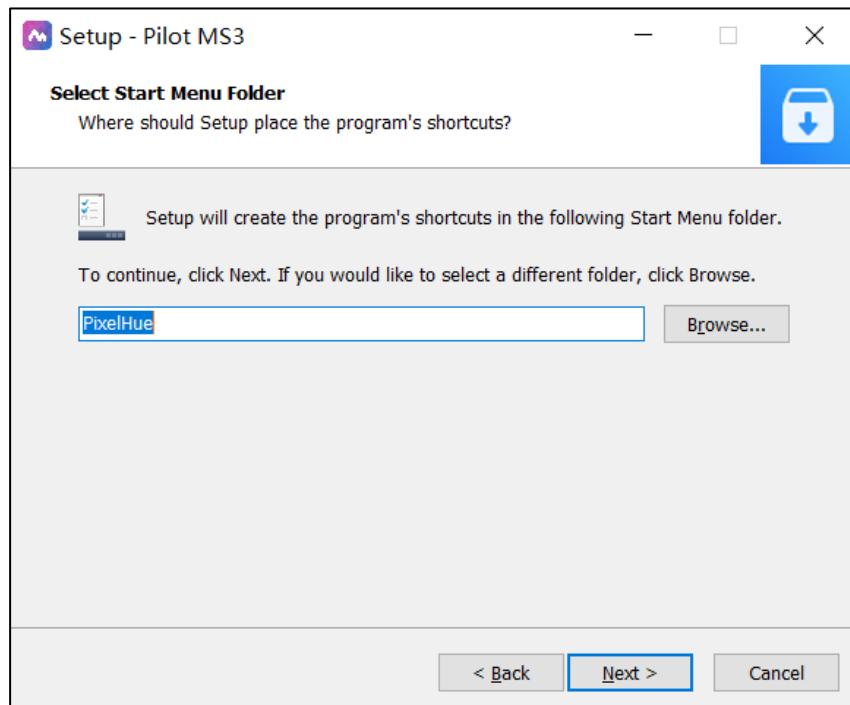 Setup - Pilot MS3
Select Start Menu Folder
Where should Setup place the program's shortcuts?
Setup will create the program's shortcuts in the following Start Menu folder.
To continue, click Next. If you would like to select a different folder, click Browse.
PixelHue
Browse...
< Back
Next >
Cancel